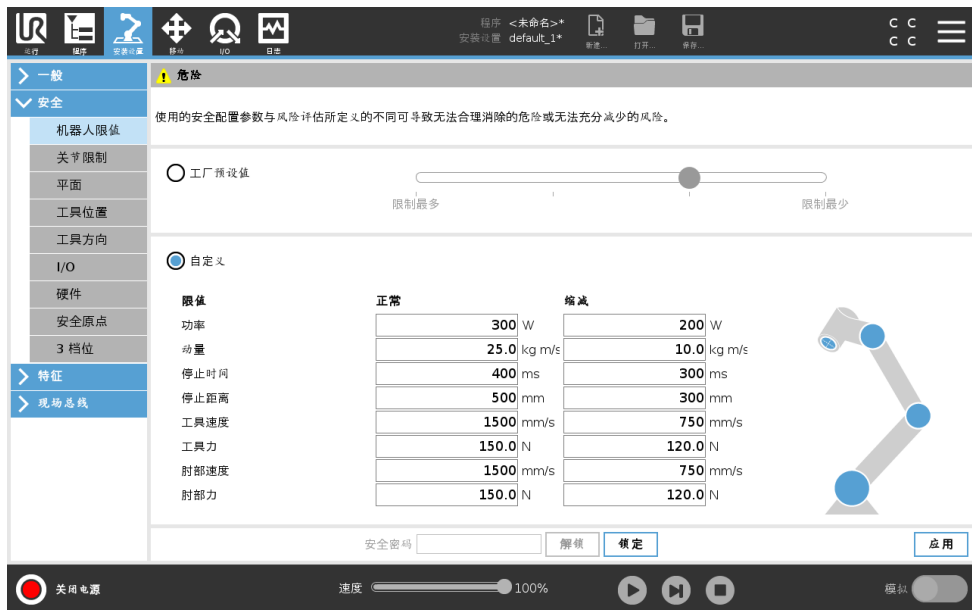 UR
运行
程序
安装设置
移动
I/O
日志
程序 <未命名>*
安装设置 default_1*
新建...
打开...
保存...
C C
C C
一般
安全
机器人限值
关节限制
平面
工具位置
工具方向
I/O
硬件
安全原点
3 档位
特征
现场总线
危险
使用的安全配置参数与风险评估所定义的不同可导致无法合理消除的危险或无法充分减少的风险。
工厂预设值
限制最多 限制最少
自定义
限值 正常 缩减
功率 300 W 200 W
动量 25.0 kg m/s 10.0 kg m/s
停止时间 400 ms 300 ms
停止距离 500 mm 300 mm
工具速度 1500 mm/s 750 mm/s
工具力 150.0 N 120.0 N
肘部速度 1500 mm/s 750 mm/s
肘部力 150.0 N 120.0 N
安全密码 解锁 锁定 应用
关闭电源 速度 100% 模拟